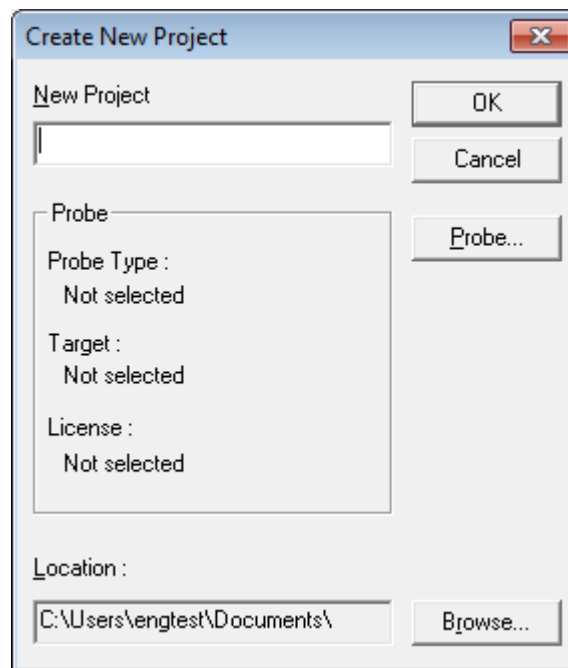 Create New Project
New Project
OK
Cancel
Probe
Probe...
Probe Type :
Not selected
Target :
Not selected
License :
Not selected
Location :
C:\Users\engtest\Documents\
Browse...